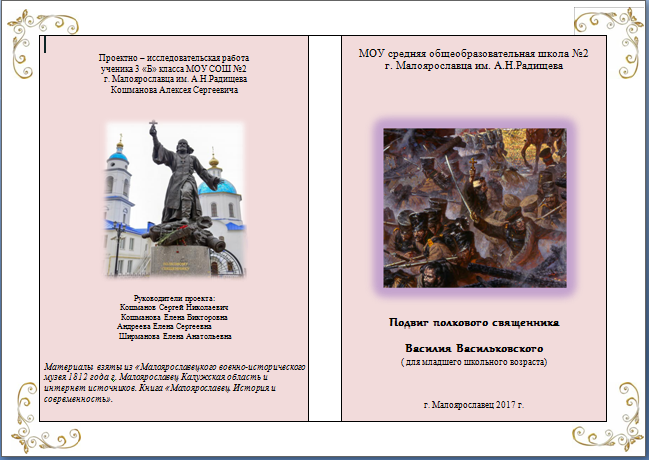 Проектно – исследовательская работа
ученика 3 «Б» класса МОУ СОШ №2
г. Малоярославца им. А.Н.Радищева
Кошманова Алексея Сергеевича
Руководители проекта:
Кошманов Сергей Николаевич
Кошманова Елена Викторовна
Андреева Елена Сергеевна
Ширманова Елена Анатольевна
Материалы взяты из «Малоярославецкого военно-исторического
музея 1812 года г. Малоярославец Калужская область и
интернет источников. Книга «Малоярославец. История и
современность».
МОУ средняя общеобразовательная школа №2
г. Малоярославца им. А.Н.Радищева
Подвиг полкового священника
Василия Васильковского
( для младшего школьного возраста)
г. Малоярославец 2017 г.